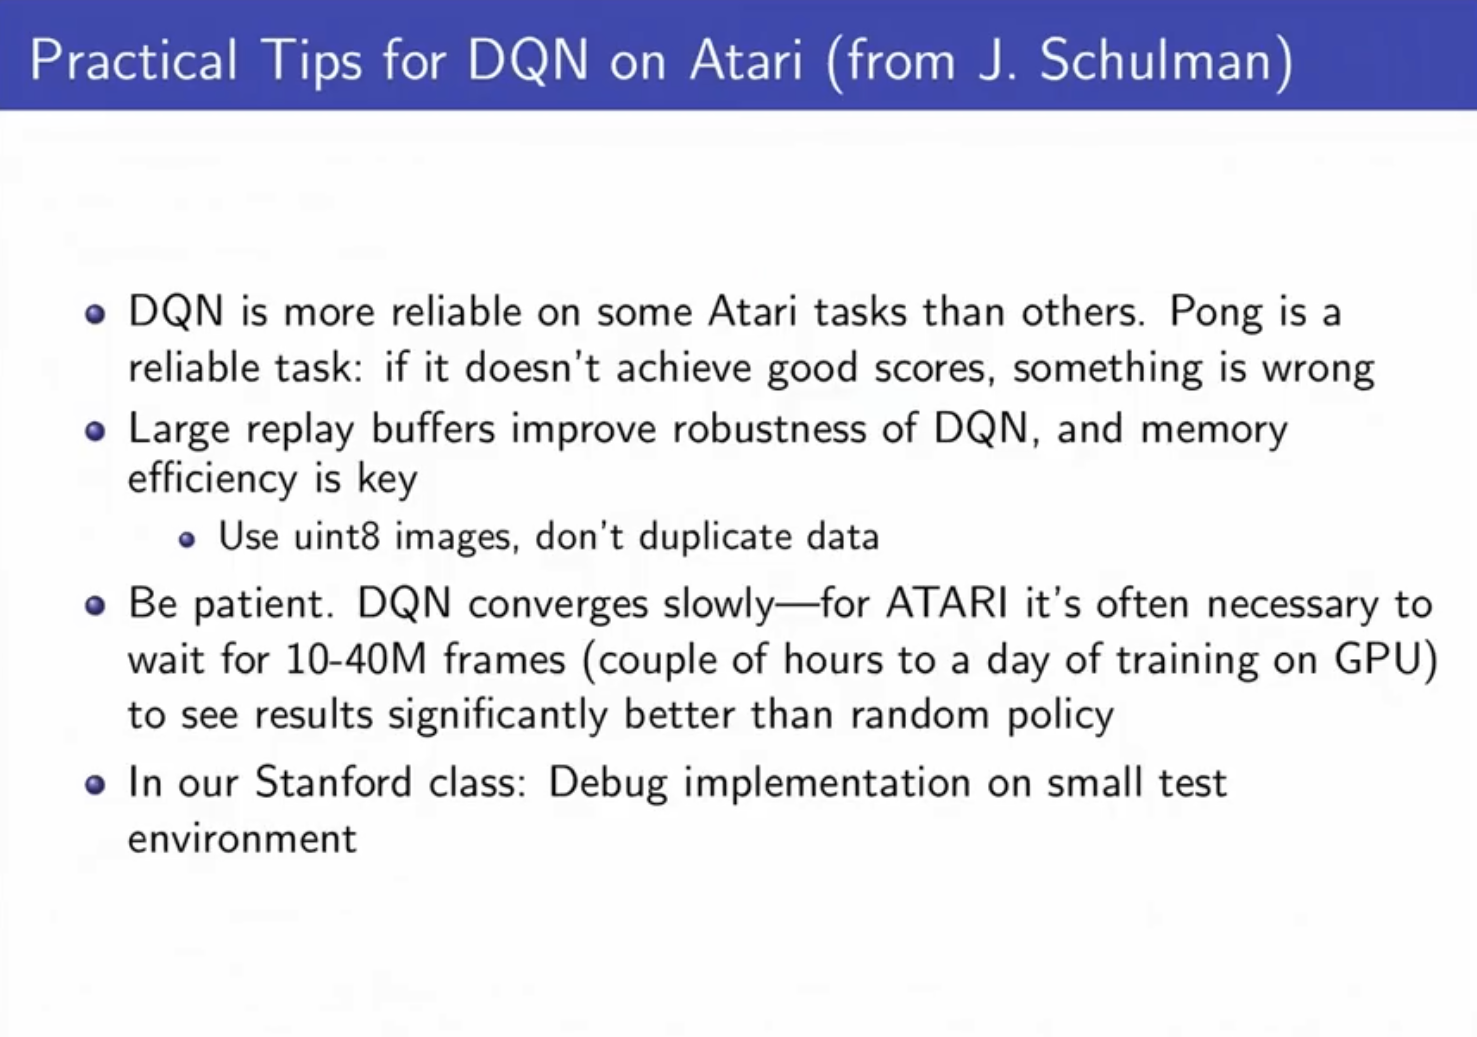 Practical Tips for DQN on Atari (from J. Schulman)
DQN is more reliable on some Atari tasks than others. Pong is a
reliable task: if it doesn't achieve good scores, something is wrong
Large replay buffers improve robustness of DQN, and memory
efficiency is key
Use uint8 images, don't duplicate data
Be patient. DQN converges slowly—for ATARI it's often necessary to
wait for 10-40M frames (couple of hours to a day of training on GPU)
to see results significantly better than random policy
In our Stanford class: Debug implementation on small test
environment